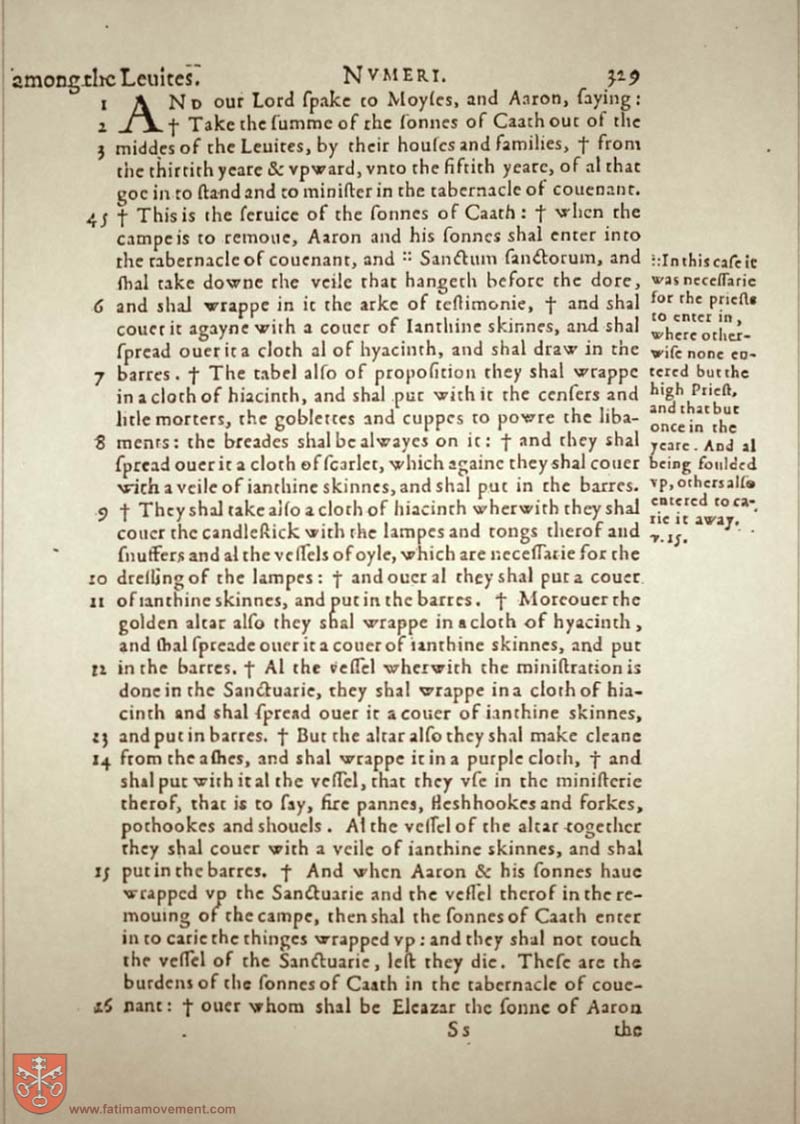 among the Leuites. NVMERI. 329
1 AND our Lord ſpake to Moyſes, and Aaron, ſaying:
2 † Take the ſumme of the ſonnes of Caath out of the
3 middes of the Leuites, by their houſes and families, † from
the thirtith yeare & vpward, vnto the fiftith yeare, of al that
goe in to ſtand and to miniſter in the tabernacle of couenant.
45 † This is the ſeruice of the ſonnes of Caath: † when the
campe is to remoue, Aaron and his ſonnes shal enter into
the tabernacle of couenant, and :: Sanctum ſanctorum, and
shal take downe the veile that hangeth before the dore,
6 and shal wrappe in it the arke of teſtimonie, † and shal
couer it agayne with a couer of Ianthine skinnes, and shal
ſpread ouer it a cloth al of hyacinth, and shal draw in the
7 barres. † The tabel alſo of propoſition they shal wrappe
in a cloth of hiacinth, and shal put with it the cenſers and
litle morters, the goblettes and cuppes to powre the liba-
8 ments: the breades shal be alwayes on it: † and they shal
ſpread ouer it a cloth of ſcarlet, which againe they shal couer
with a veile of ianthine skinnes, and shal put in the barres.
9 † They shal take alſo a cloth of hiacinth wherwith they shal
couer the candleſtick with the lampes and tongs therof and
ſnuffers and al the veſſels of oyle, which are neceſſarie for the
10 dreſſing of the lampes: † and ouer al they shal put a couer
11 of ianthine skinnes, and put in the barres. † Moreouer the
golden altar alſo they shal wrappe in a cloth of hyacinth,
and shal ſpreade ouer it a couer of ianthine skinnes, and put
12 in the barres. † Al the veſſel wherwith the miniſtration is
done in the Sanctuarie, they shal wrappe in a cloth of hia-
cinth and shal ſpread ouer it a couer of ianthine skinnes,
13 and put in barres. † But the altar alſo they shal make cleane
14 from the ashes, and shal wrappe it in a purple cloth, † and
shal put with it al the veſſel, that they vſe in the miniſterie
therof, that is to ſay, fire pannes, fleshhookes and forkes,
pothookes and shouels. Al the veſſel of the altar together
they shal couer with a veile of ianthine skinnes, and shal
15 put in the barres. † And when Aaron & his ſonnes haue
wrapped vp the Sanctuarie and the veſſel therof in the re-
mouing of the campe, then shal the ſonnes of Caath enter
in to carie the thinges wrapped vp: and they shal not touch
the veſſel of the Sanctuarie, leſt they die. Theſe are the
burdens of the ſonnes of Caath in the tabernacle of coue-
16 nant: † ouer whom shal be Eleazar the ſonne of Aaron
Ss the
:: In this caſe it
was neceſſarie
for the prieſts
to enter in,
where other-
wiſe none en-
tered but the
high Prieſt,
and that but
once in the
yeare. And al
being foulded
vp, others alſo
entered to ca-
rie it away.
v. 15.
www.fatimamovement.com